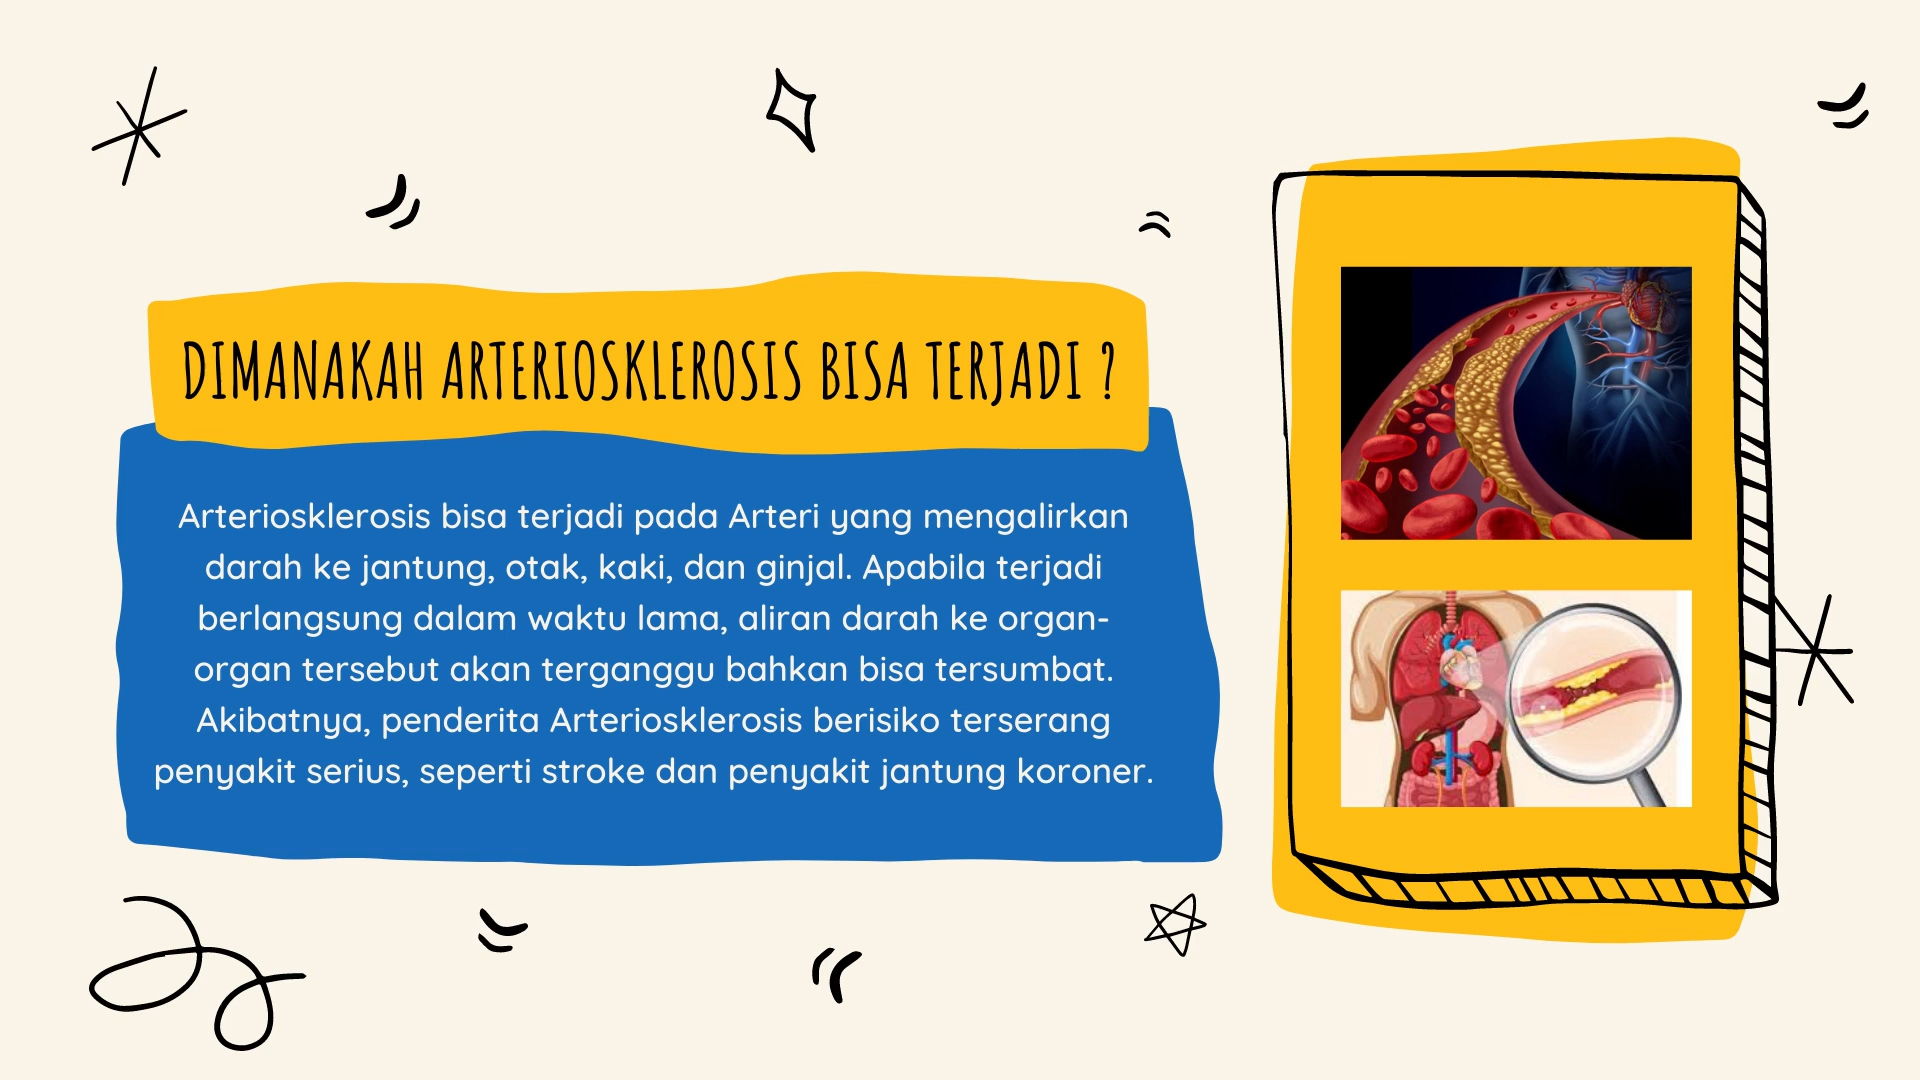 DIMANAKAH ARTERIOSKLEROSIS BISA TERJADI ?
Arteriosklerosis bisa terjadi pada Arteri yang mengalirkan
darah ke jantung, otak, kaki, dan ginjal. Apabila terjadi
berlangsung dalam waktu lama, aliran darah ke organ-
organ tersebut akan terganggu bahkan bisa tersumbat.
Akibatnya, penderita Arteriosklerosis berisiko terserang
penyakit serius, seperti stroke dan penyakit jantung koroner.